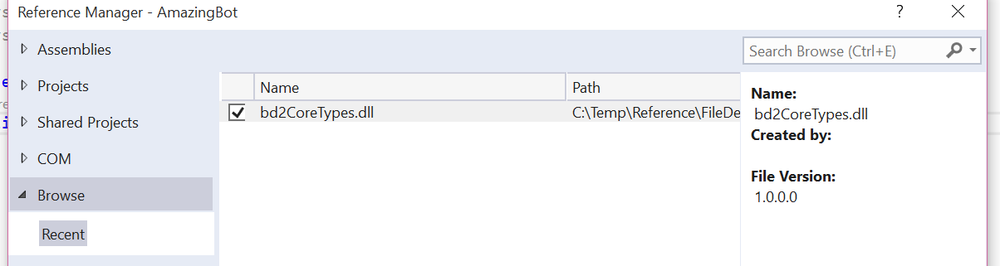 Reference Manager - AmazingBot
?
Assemblies
Projects
Shared Projects
COM
Browse
Recent
Name Path
bd2CoreTypes.dll C:\Temp\Reference\FileDe
Search Browse (Ctrl+E)
Name:
bd2CoreTypes.dll
Created by:
File Version:
1.0.0.0